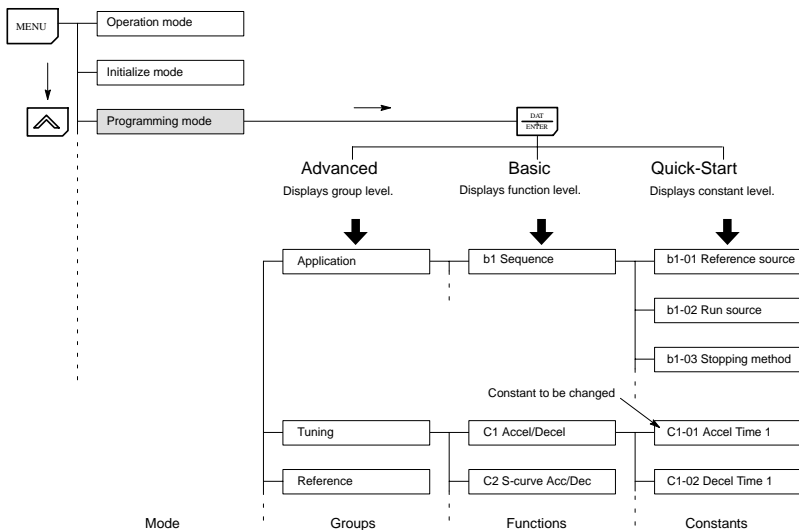 MENU
Operation mode
Initialize mode
Programming mode
DAT
ENTER
Advanced
Basic
Quick-Start
Displays group level.
Displays function level.
Displays constant level.
Application
b1 Sequence
b1-01 Reference source
b1-02 Run source
b1-03 Stopping method
Constant to be changed
Tuning
C1 Accel/Decel
C1-01 Accel Time 1
Reference
C2 S-curve Acc/Dec
C1-02 Decel Time 1
Mode
Groups
Functions
Constants